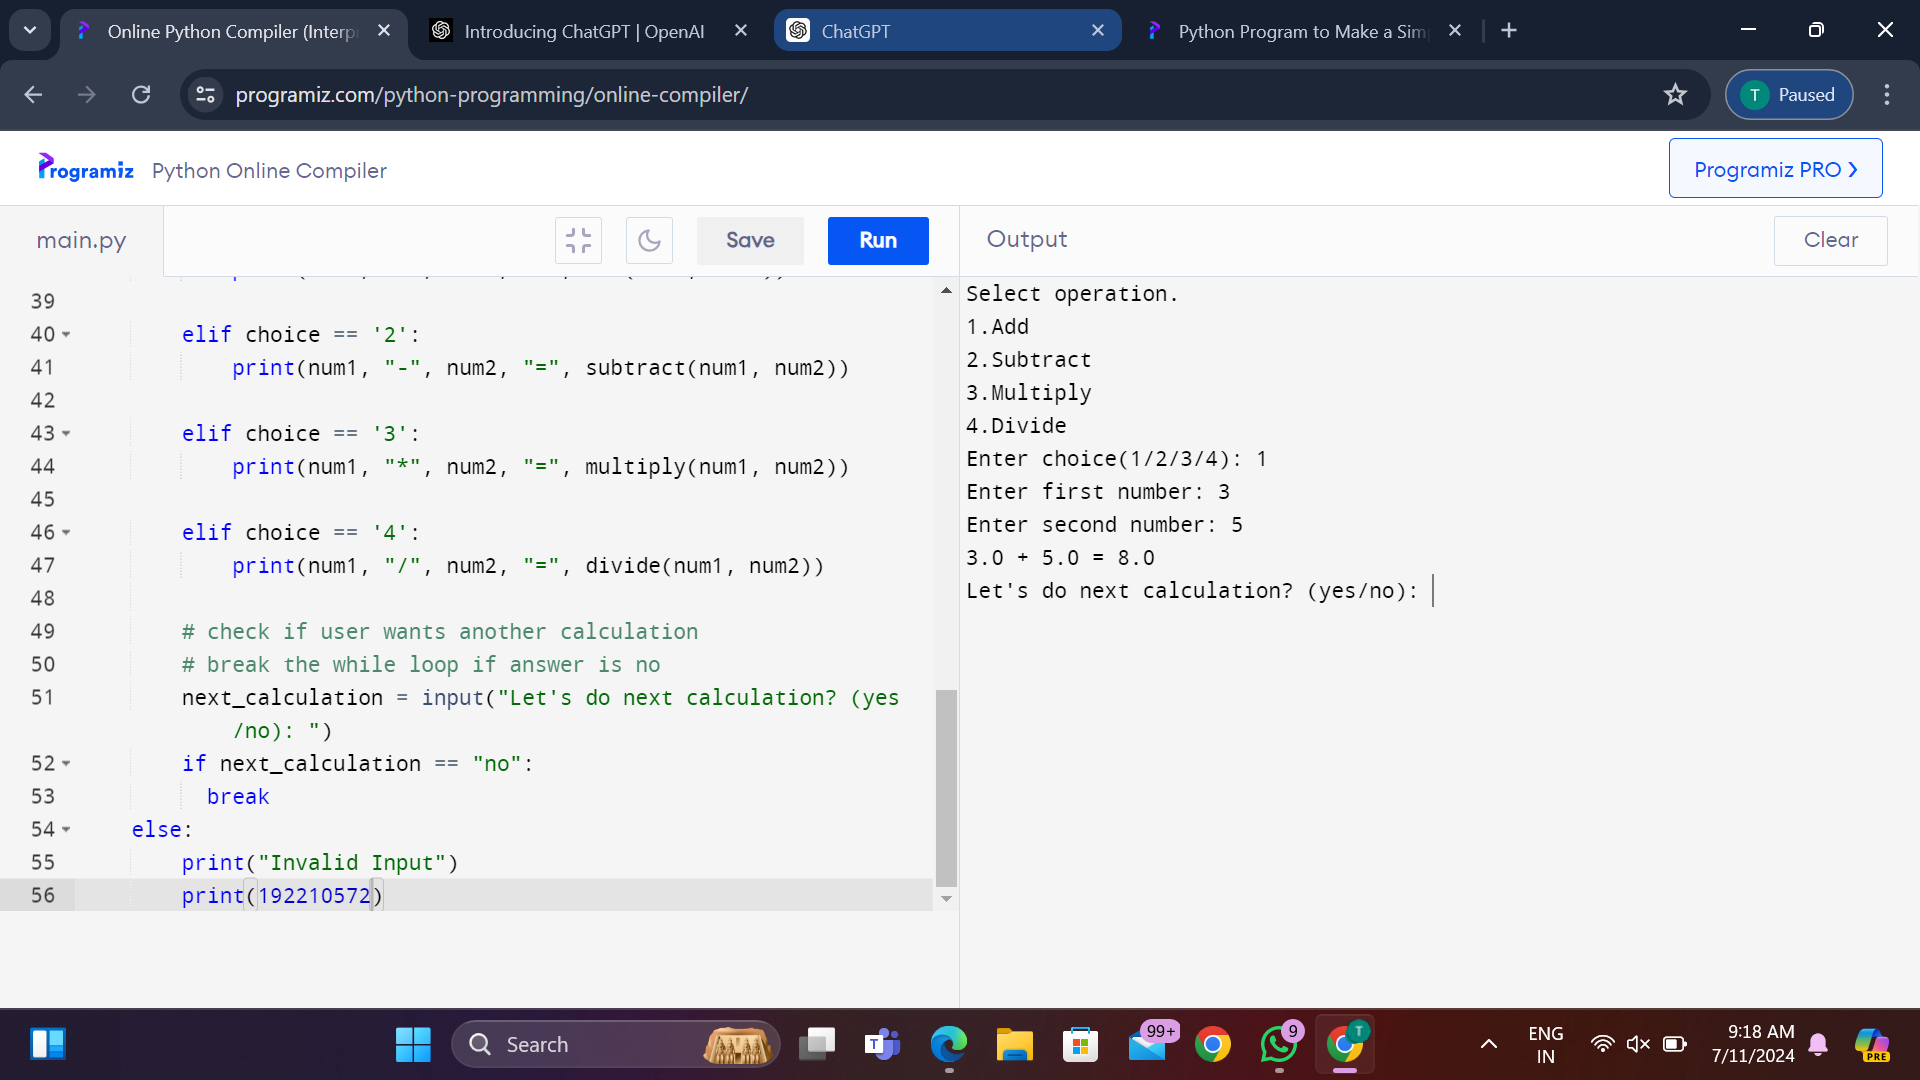 Online Python Compiler (Interp
Introducing ChatGPT | OpenAI
ChatGPT
Python Program to Make a Sim
programiz.com/python-programming/online-compiler/
T
Paused
Programiz
Python Online Compiler
Programiz PRO
main.py
Save
Run
Output
Clear
39
40 elif choice == '2':
41 print(num1, "-", num2, "=", subtract(num1, num2))
42
43 elif choice == '3':
44 print(num1, "*", num2, "=", multiply(num1, num2))
45
46 elif choice == '4':
47 print(num1, "/", num2, "=", divide(num1, num2))
48
49 # check if user wants another calculation
50 # break the while loop if answer is no
51 next_calculation = input("Let's do next calculation? (yes
/no): ")
52 if next_calculation == "no":
53 break
54 else:
55 print("Invalid Input")
56 print(192210572)
Select operation.
1.Add
2.Subtract
3.Multiply
4.Divide
Enter choice(1/2/3/4): 1
Enter first number: 3
Enter second number: 5
3.0 + 5.0 = 8.0
Let's do next calculation? (yes/no):
Search
T
99+
9
T
ENG
IN
9:18 AM
7/11/2024
PRE